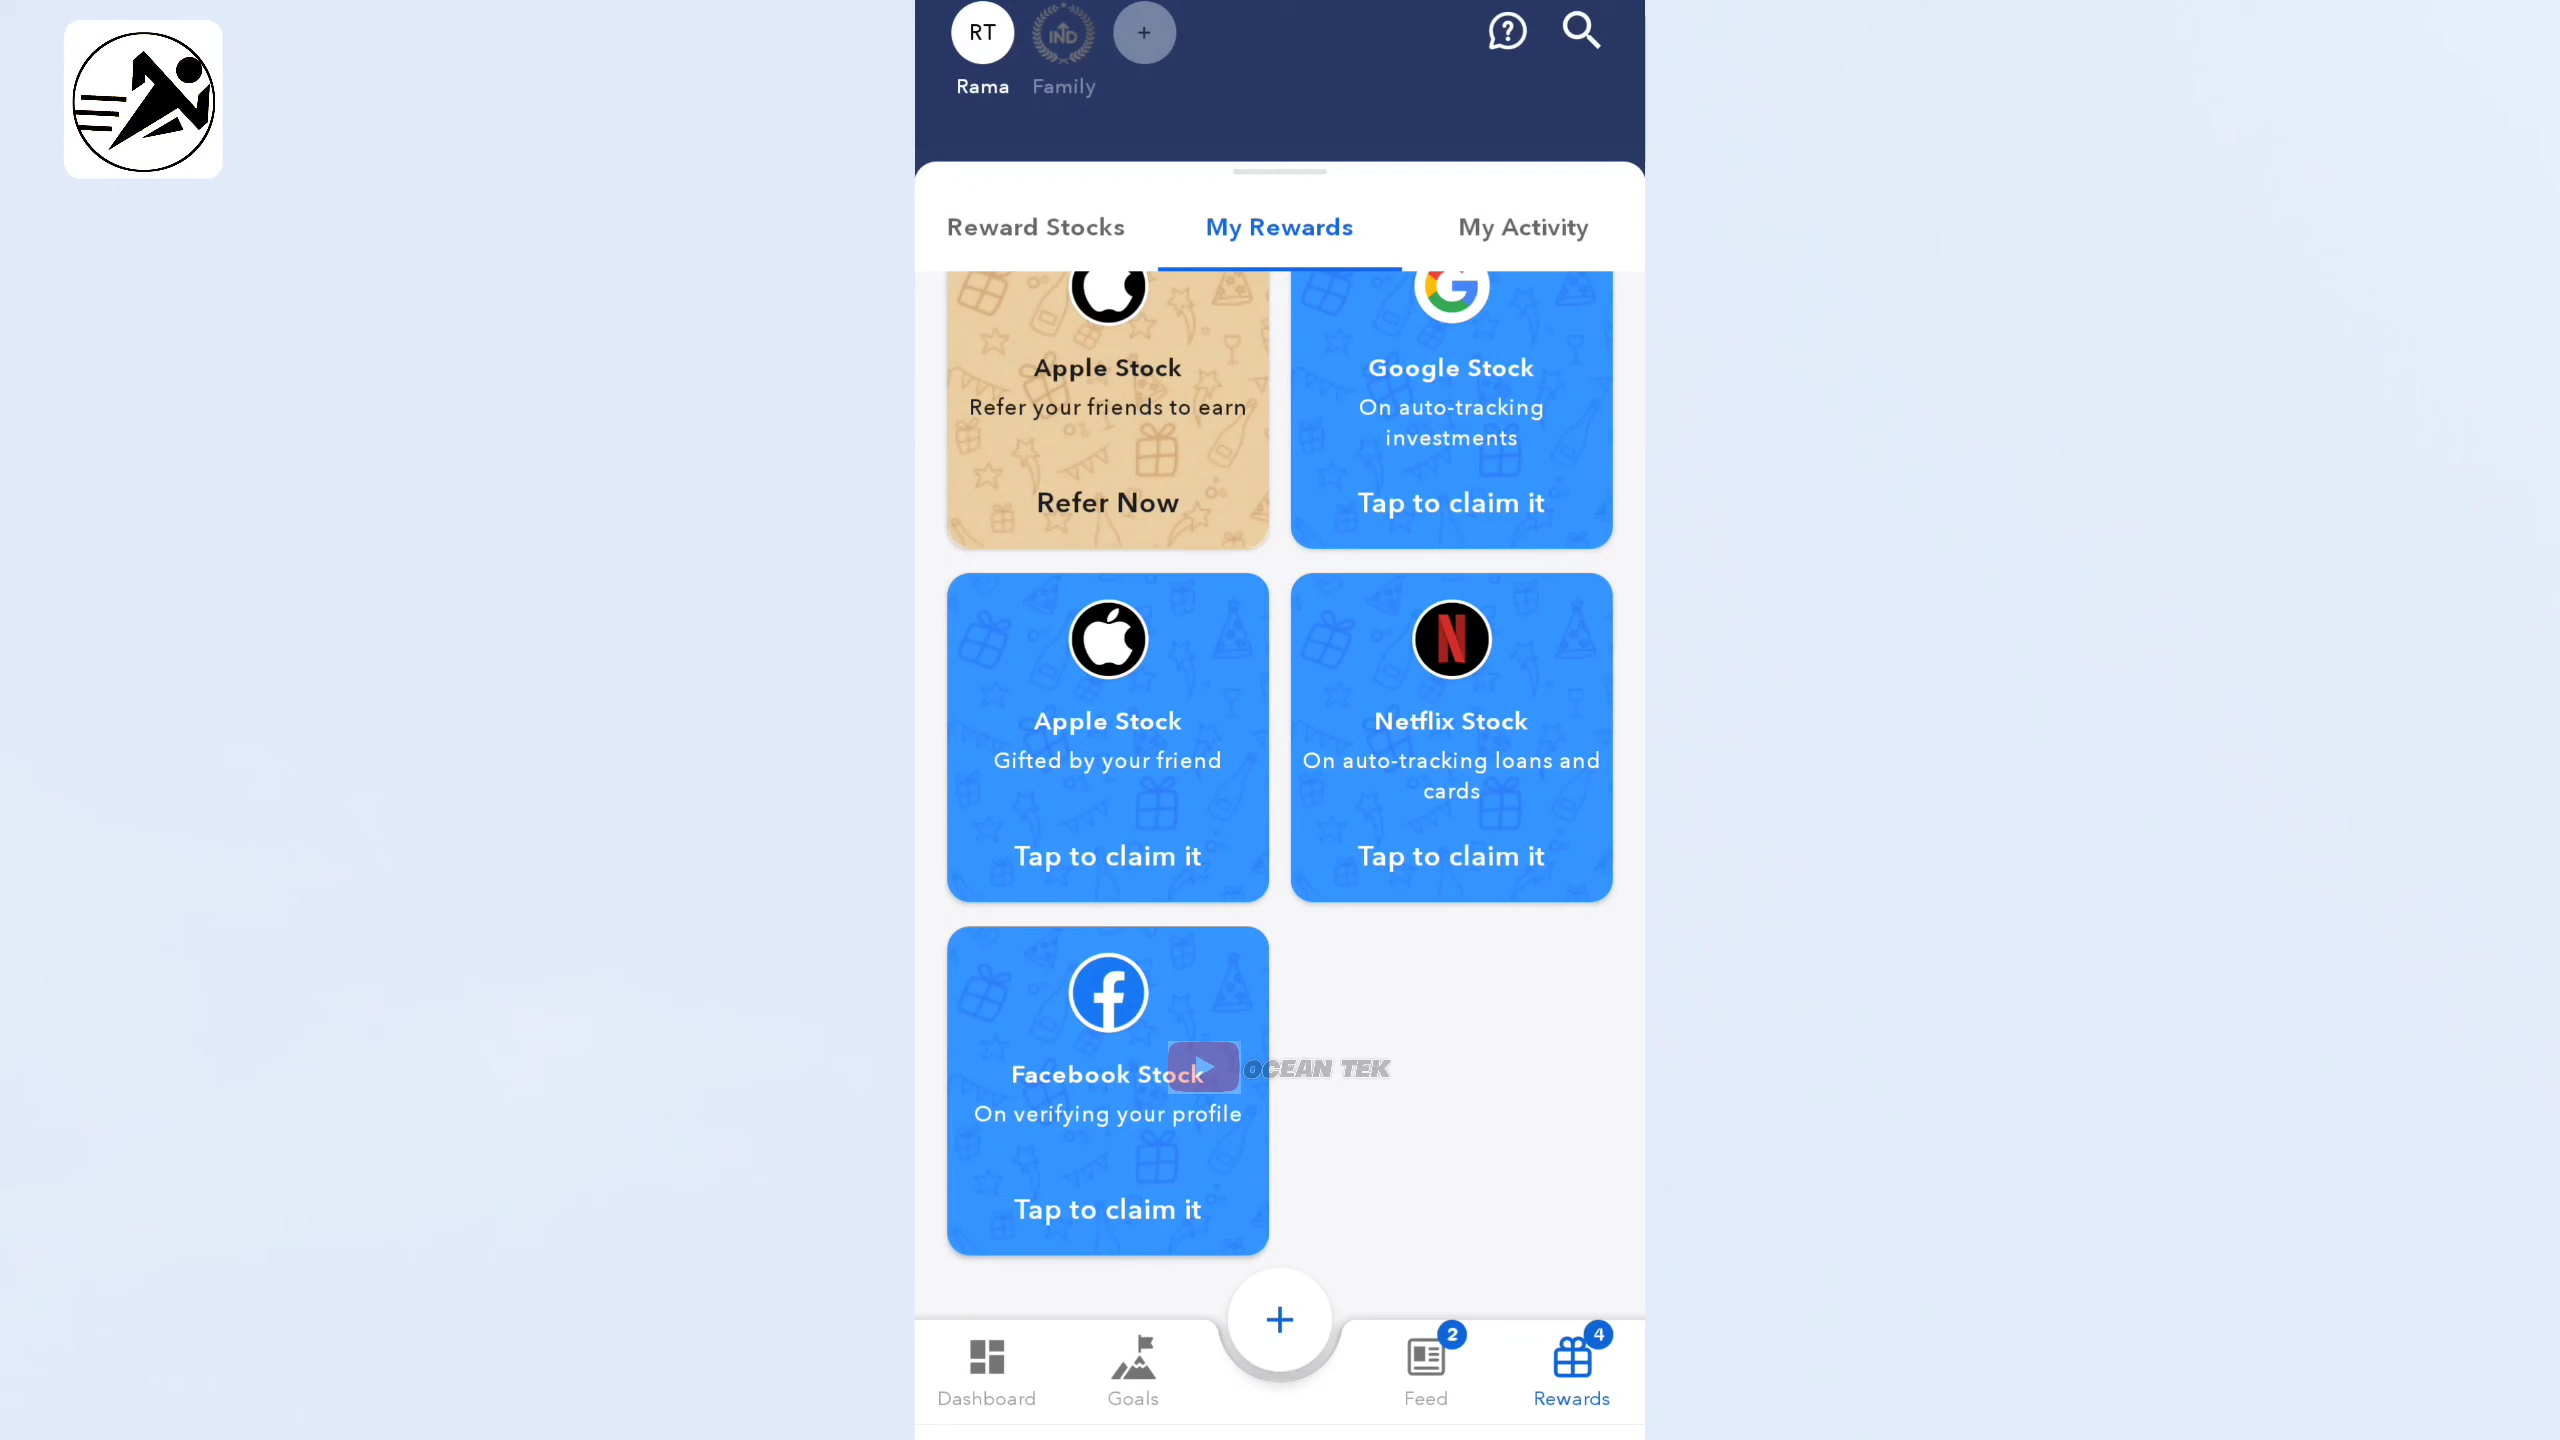 RT
IND
+
Rama
Family
Reward Stocks
My Rewards
My Activity
Apple Stock
Refer your friends to earn
Refer Now
Google Stock
On auto-tracking
investments
Tap to claim it
Apple Stock
Gifted by your friend
Tap to claim it
Netflix Stock
On auto-tracking loans and
cards
Tap to claim it
Facebook Stock
On verifying your profile
Tap to claim it
OCEAN TEK
+
2
4
Dashboard
Goals
Feed
Rewards